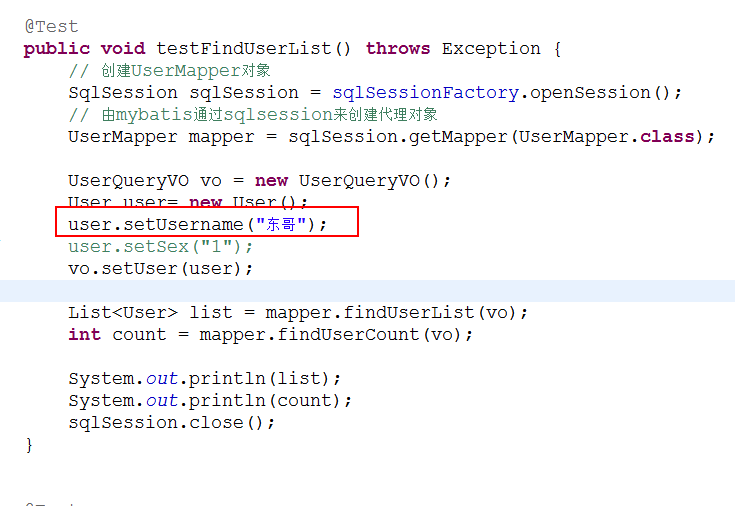 @Test
public void testFindUserList() throws Exception {
// 创建UserMapper对象
SqlSession sqlSession = sqlSessionFactory.openSession();
// 由mybatis通过sqlsession来创建代理对象
UserMapper mapper = sqlSession.getMapper(UserMapper.class);
UserQueryVO vo = new UserQueryVO();
User user= new User();
user.setUsername("东哥");
user.setSex("1");
vo.setUser(user);
List<User> list = mapper.findUserList(vo);
int count = mapper.findUserCount(vo);
System.out.println(list);
System.out.println(count);
sqlSession.close();
}